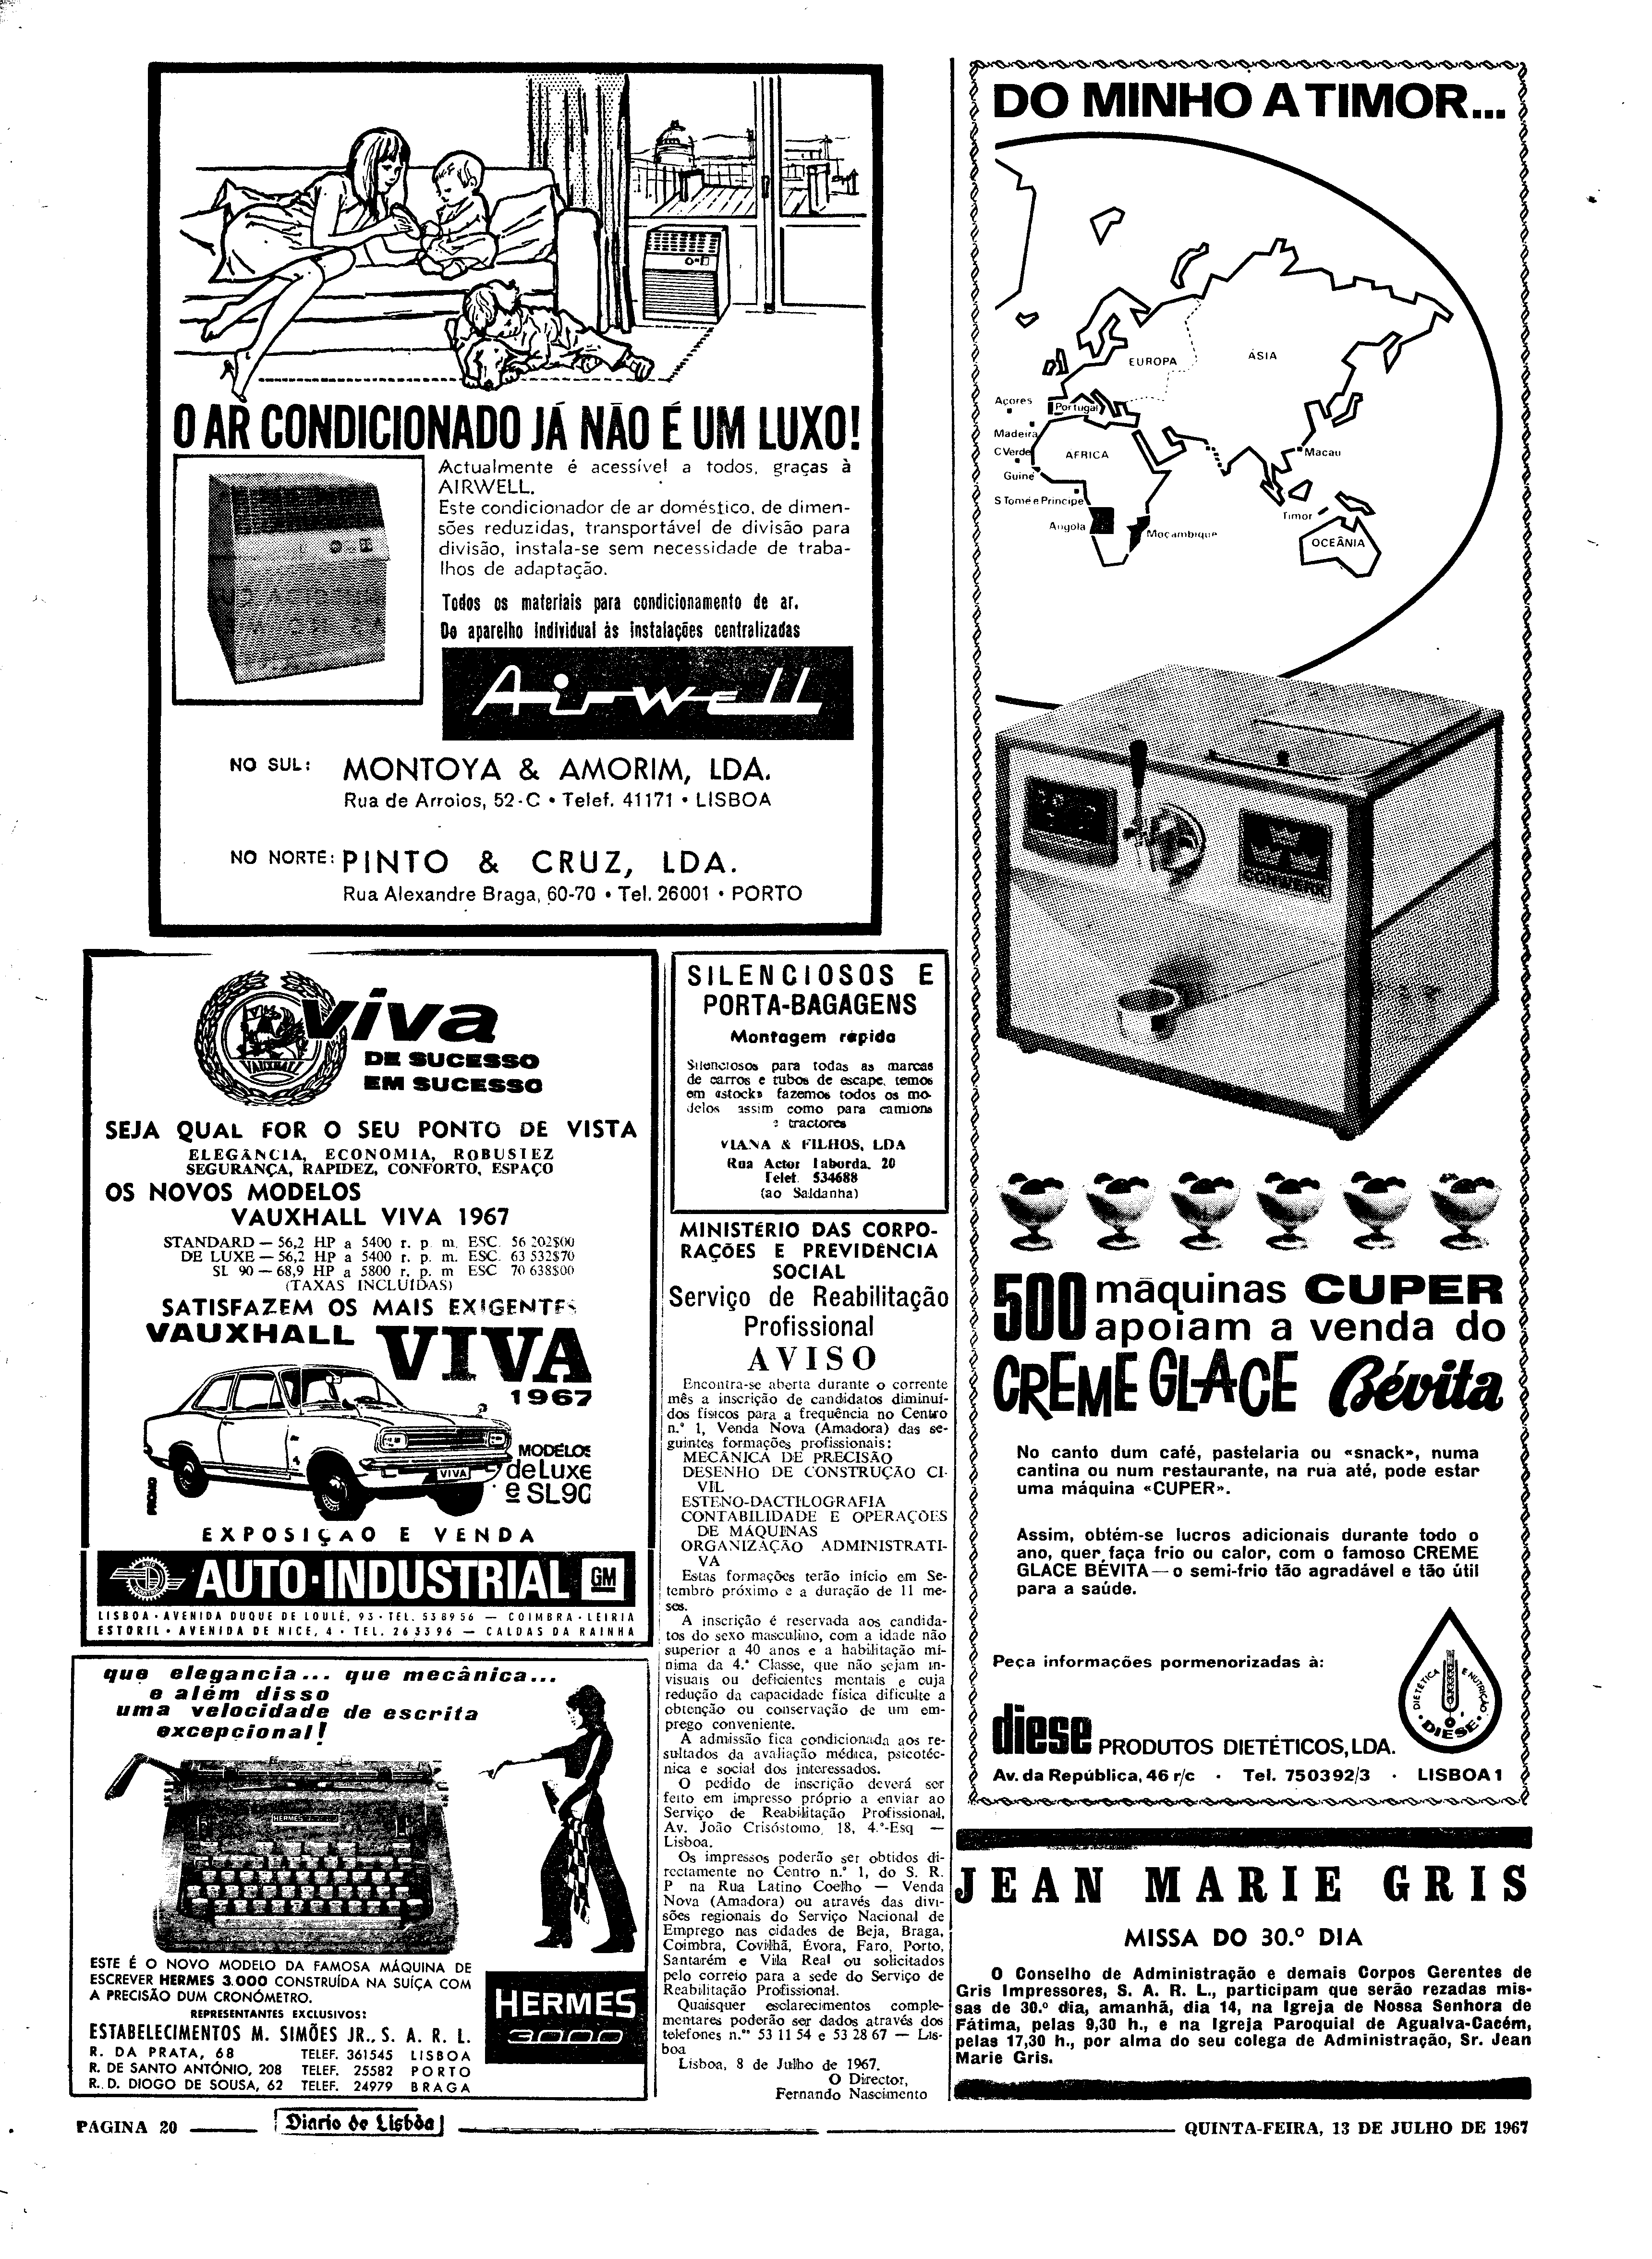 O AR CONDICIONADO JÁ NÃO É UM LUXO!
Actualmente é acessível a todos, graças à
AIRWELL.
Este condicionador de ar doméstico, de dimen-
sões reduzidas, transportável de divisão para
divisão, instala-se sem necessidade de traba-
lhos de adaptação.
Todos os materiais para condicionamento de ar.
Do aparelho individual às instalações centralizadas
Airwell
NO SUL: MONTOYA & AMORIM, LDA.
Rua de Arroios, 52-C • Telef. 41171 • LISBOA
NO NORTE: PINTO & CRUZ, LDA.
Rua Alexandre Braga, 60-70 • Tel. 26001 • PORTO
viva
VAUXHALL
DE SUCESSO
EM SUCESSO
SEJA QUAL FOR O SEU PONTO DE VISTA
ELEGÂNCIA, ECONOMIA, ROBUSTEZ
SEGURANÇA, RAPIDEZ, CONFORTO, ESPAÇO
OS NOVOS MODELOS
VAUXHALL VIVA 1967
STANDARD — 56,2 HP a 5400 r. p. m. ESC. 56 202$00
DE LUXE — 56,2 HP a 5400 r. p. m. ESC. 63 532$70
SL 90 — 68,9 HP a 5800 r. p. m ESC 70 638$00
(TAXAS INCLUÍDAS)
SATISFAZEM OS MAIS EXIGENTES
VAUXHALL VIVA
1967
VIVA
MODELOS
de Luxe
e SL90
EXPOSIÇAO E VENDA
AUTO-INDUSTRIAL GM
LISBOA · AVENIDA DUQUE DE LOULÉ, 93 · TEL. 538956 — COIMBRA · LEIRIA
ESTORIL · AVENIDA DE NICE, 4 · TEL. 263396 — CALDAS DA RAINHA
que elegancia... que mecânica...
e além disso
uma velocidade de escrita
excepcional!
HERMES
ESTE É O NOVO MODELO DA FAMOSA MÁQUINA DE
ESCREVER HERMES 3.000 CONSTRUÍDA NA SUÍÇA COM
A PRECISÃO DUM CRONÓMETRO.
REPRESENTANTES EXCLUSIVOS:
ESTABELECIMENTOS M. SIMÕES JR., S. A. R. L.
R. DA PRATA, 68 TELEF. 361545 LISBOA
R. DE SANTO ANTÓNIO, 208 TELEF. 25582 PORTO
R. D. DIOGO DE SOUSA, 62 TELEF. 24979 BRAGA
HERMES
3000
SILENCIOSOS E
PORTA-BAGAGENS
Montagem rápida
Silenciosos para todas as marcas
de carros e tubos de escape, temos
em «stock» fazemos todos os mo-
delos assim como para camions
e tractores
VIANA & FILHOS, LDA
Rua Actor Taborda, 20
Telef. 534688
(ao Saldanha)
MINISTÉRIO DAS CORPO-
RAÇÕES E PREVIDÊNCIA
SOCIAL
Serviço de Reabilitação
Profissional
AVISO
Encontra-se aberta durante o corrente
mês a inscrição de candidatos diminuí-
dos físicos para a frequência no Centro
n.º 1, Venda Nova (Amadora) das se-
guintes formações profissionais:
MECÂNICA DE PRECISÃO
DESENHO DE CONSTRUÇÃO CI-
VIL
ESTENO-DACTILOGRAFIA
CONTABILIDADE E OPERAÇÕES
DE MÁQUINAS
ORGANIZAÇÃO ADMINISTRATI-
VA
Estas formações terão início em Se-
tembro próximo e a duração de 11 me-
ses.
A inscrição é reservada aos candida-
tos do sexo masculino, com a idade não
superior a 40 anos e a habilitação mí-
nima da 4.ª Classe, que não sejam in-
visuais ou deficientes mentais e cuja
redução da capacidade física dificulte a
obtenção ou conservação de um em-
prego conveniente.
A admissão fica condicionada aos re-
sultados da avaliação médica, psicotéc-
nica e social dos interessados.
O pedido de inscrição deverá ser
feito em impresso próprio a enviar ao
Serviço de Reabilitação Profissional,
Av. João Crisóstomo, 18, 4.º-Esq —
Lisboa.
Os impressos poderão ser obtidos di-
rectamente no Centro n.º 1, do S. R.
P na Rua Latino Coelho — Venda
Nova (Amadora) ou através das divi-
sões regionais do Serviço Nacional de
Emprego nas cidades de Beja, Braga,
Coimbra, Covilhã, Évora, Faro, Porto,
Santarém e Vila Real ou solicitados
pelo correio para a sede do Serviço de
Reabilitação Profissional.
Quaisquer esclarecimentos comple-
mentares poderão ser dados através dos
telefones n.os 53 11 54 e 53 28 67 — Lis-
boa
Lisboa, 8 de Julho de 1967.
O Director,
Fernando Nascimento
DO MINHO A TIMOR...
EUROPA
ÁSIA
Açores
Portugal
Madeira
C Verde
AFRICA
Macau
Guiné
S Tomé e Príncipe
Timor
Angola
Moçambique
OCEÂNIA
500 máquinas CUPER
apoiam a venda do
CREME GLACE Bévita
No canto dum café, pastelaria ou «snack», numa
cantina ou num restaurante, na rua até, pode estar
uma máquina «CUPER».
Assim, obtém-se lucros adicionais durante todo o
ano, quer faça frio ou calor, com o famoso CREME
GLACE BÉVITA — o semi-frio tão agradável e tão útil
para a saúde.
Peça informações pormenorizadas à:
DIETÉTICA E NUTRIÇÃO
· DIESE ·
diese PRODUTOS DIETÉTICOS, LDA.
Av. da República, 46 r/c · Tel. 750392/3 · LISBOA 1
JEAN MARIE GRIS
MISSA DO 30.º DIA
O Conselho de Administração e demais Corpos Gerentes de
Gris Impressores, S. A. R. L., participam que serão rezadas mis-
sas de 30.º dia, amanhã, dia 14, na Igreja de Nossa Senhora de
Fátima, pelas 9,30 h., e na Igreja Paroquial de Agualva-Cacém,
pelas 17,30 h., por alma do seu colega de Administração, Sr. Jean
Marie Gris.
PAGINA 20
Diario de Lisbôa
QUINTA-FEIRA, 13 DE JULHO DE 1967